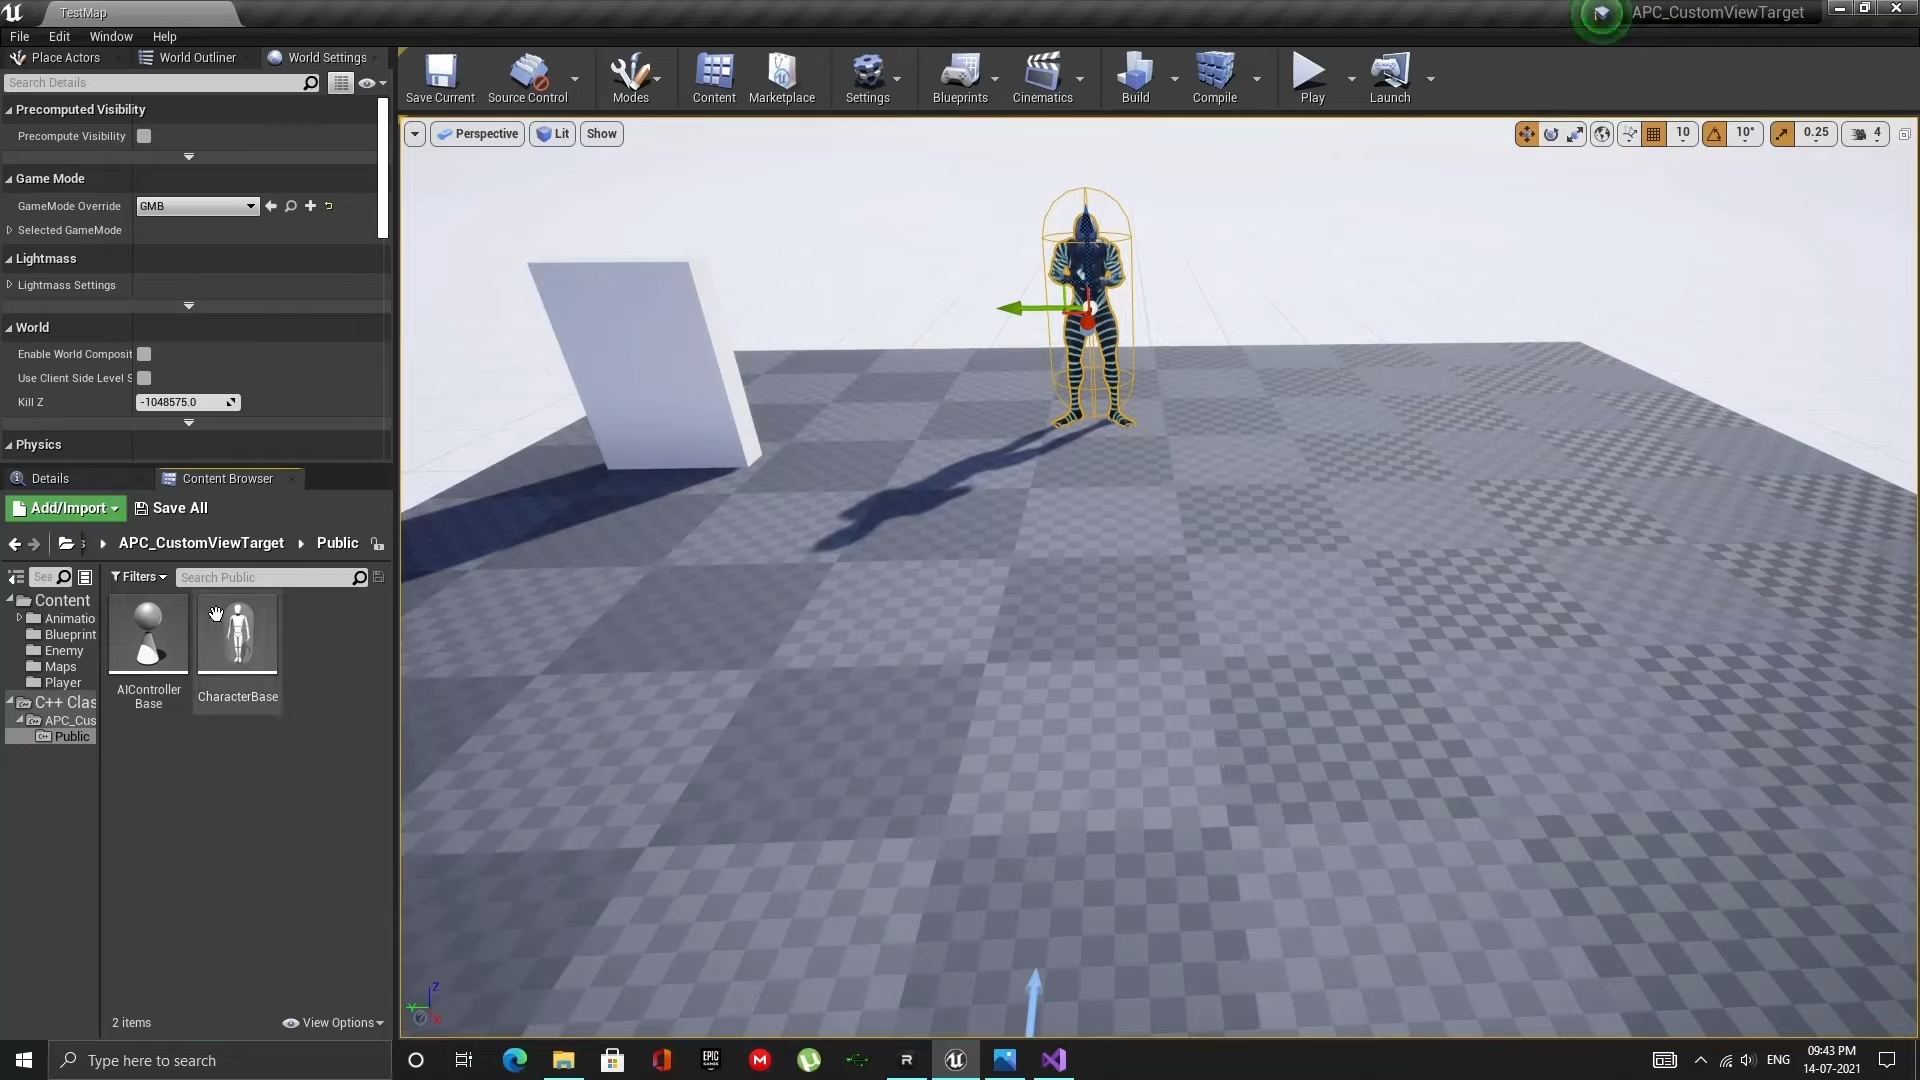 TestMap
APC_CustomViewTarget
File Edit Window Help
Place Actors World Outliner World Settings
Search Details
Save Current Source Control Modes Content Marketplace Settings Blueprints Cinematics Build Compile Play Launch
Precomputed Visibility
Precompute Visibility
Perspective Lit Show 10 10° 0.25 4
Game Mode
GameMode Override GMB
Selected GameMode
Lightmass
Lightmass Settings
World
Enable World Composit
Use Client Side Level S
Kill Z -1048575.0
Physics
Details Content Browser
Add/Import Save All
s APC_CustomViewTarget Public
Sea Filters Search Public
Content
Animatio
Blueprint
Enemy
Maps
Player
C++ Clas
APC_Cus
Public
AIController
Base
CharacterBase
Z
Y
X
2 items View Options
Type here to search
EPIC
GAMES
M
R
ENG
09:43 PM
14-07-2021